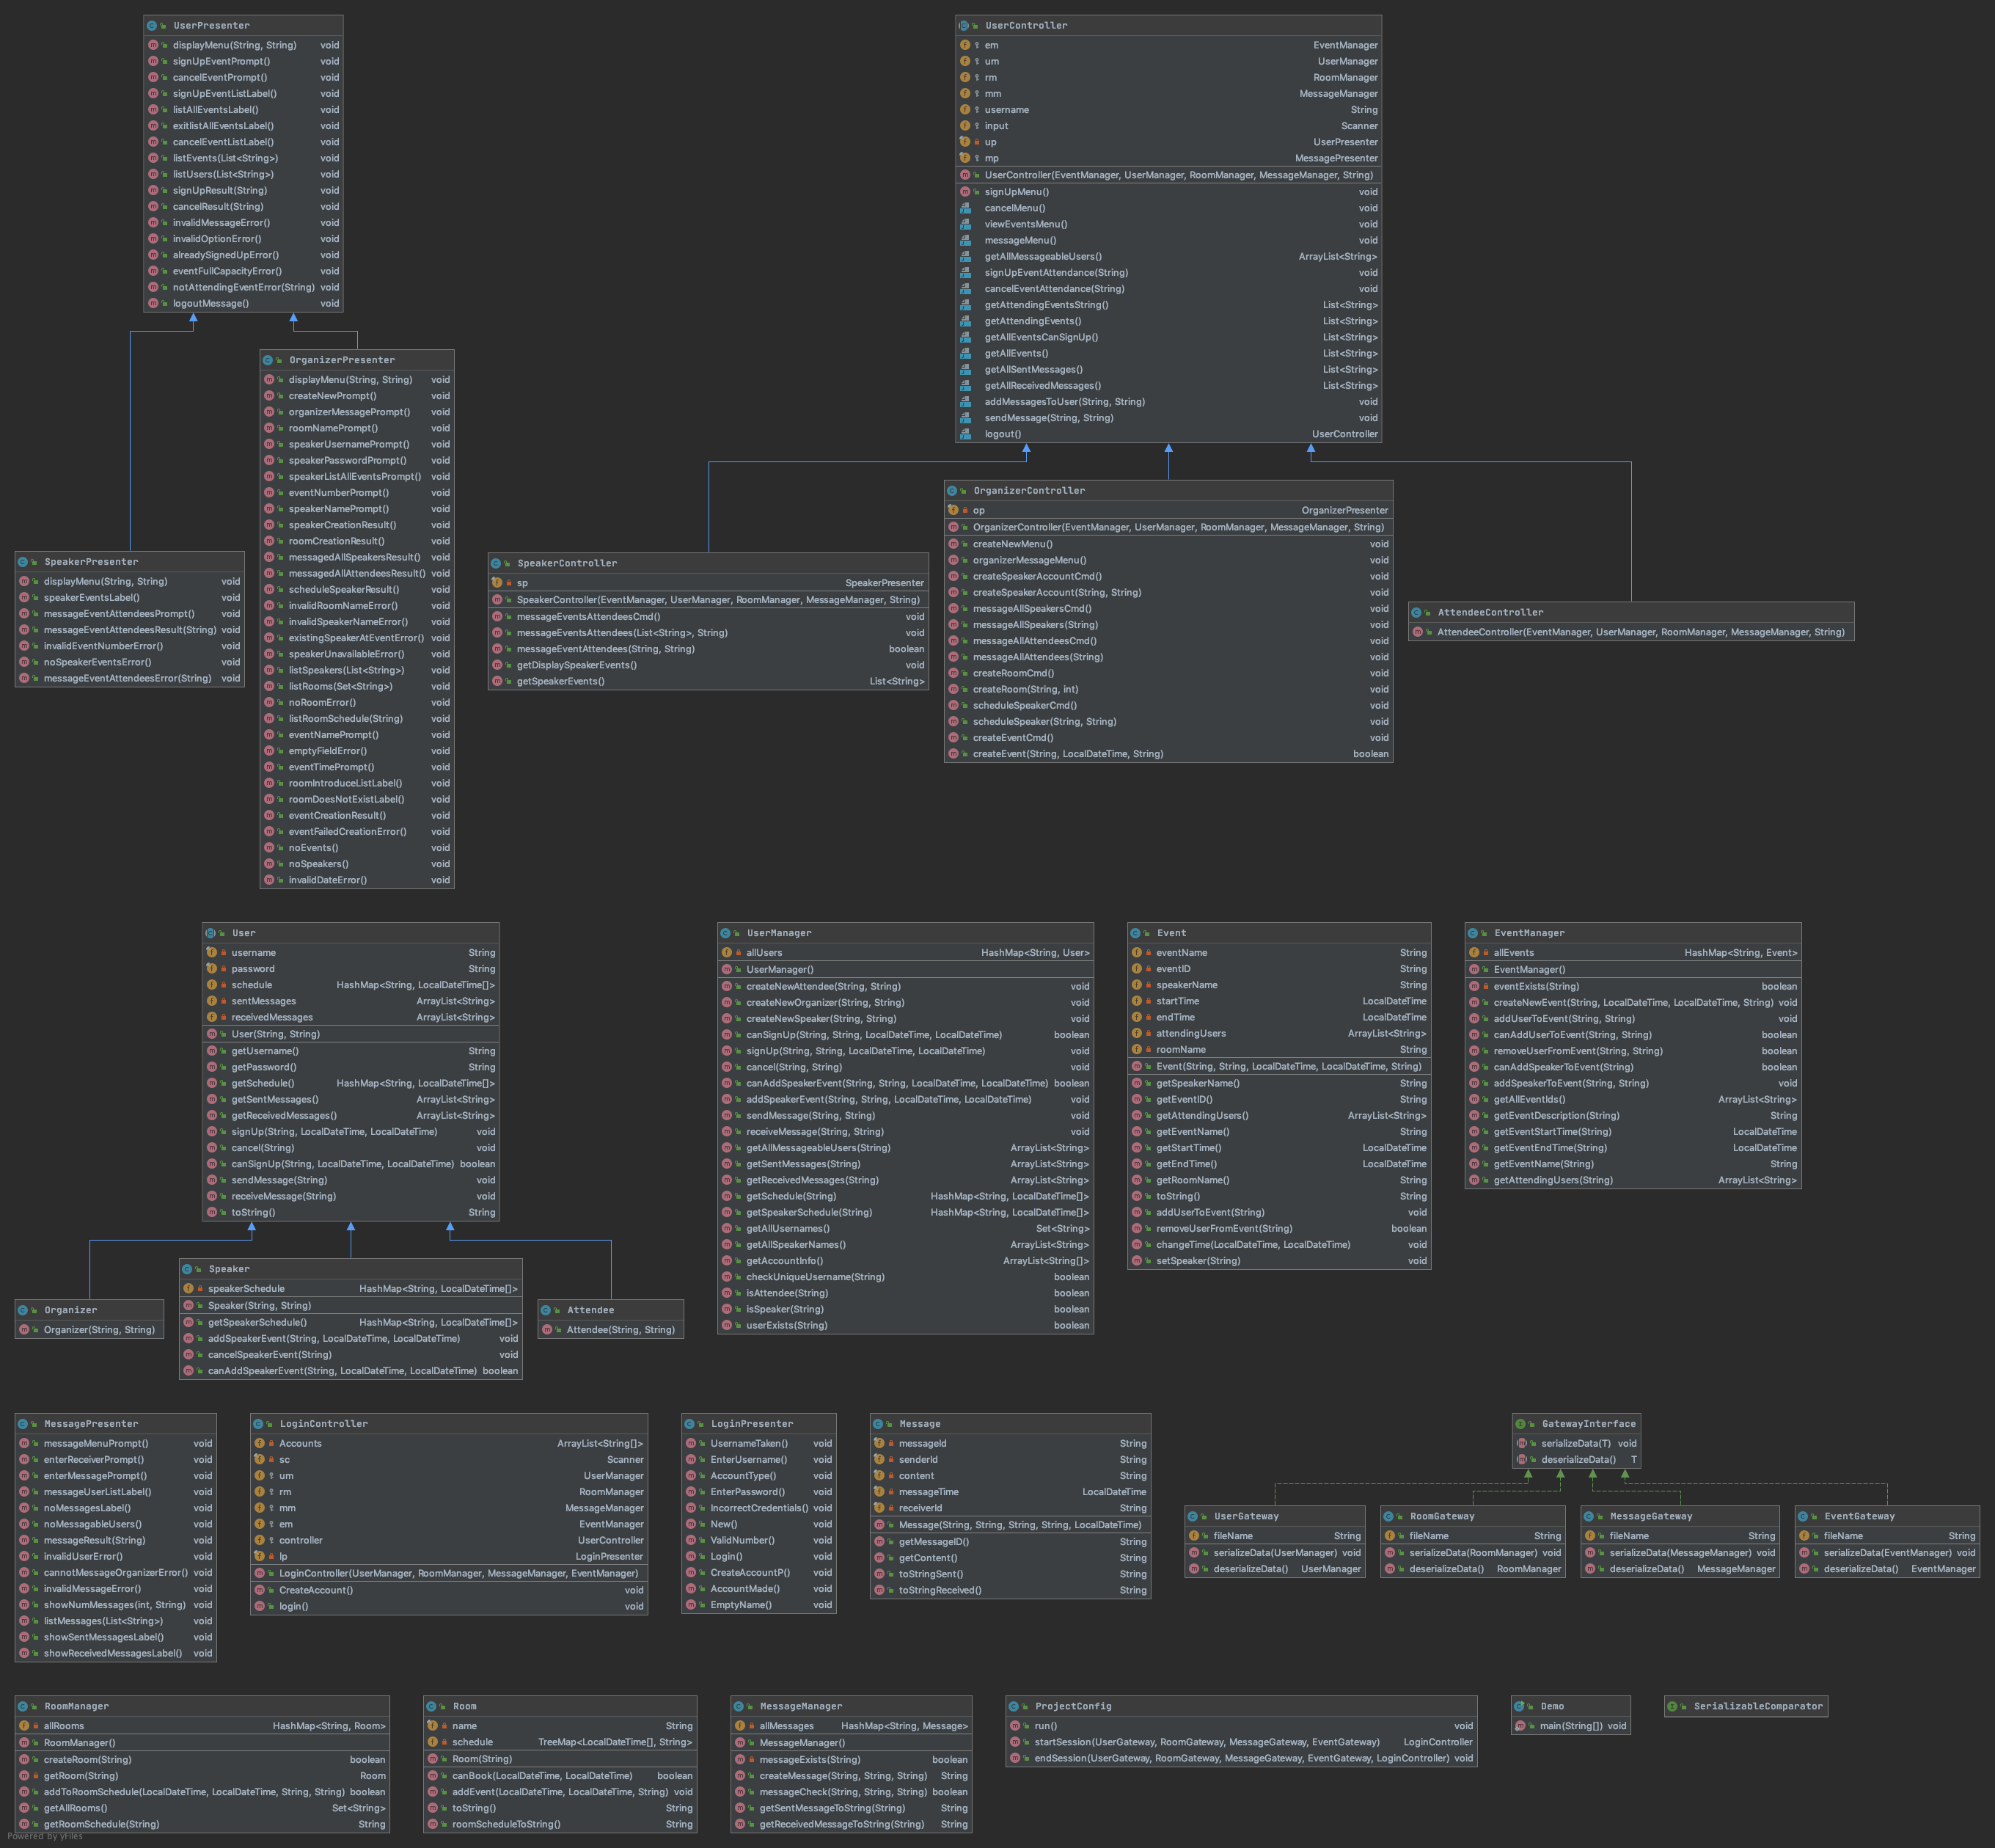 UserPresenter
displayMenu(String, String) void
signUpEventPrompt() void
cancelEventPrompt() void
signUpEventListLabel() void
listAllEventsLabel() void
exitlistAllEventsLabel() void
cancelEventListLabel() void
listEvents(List<String>) void
listUsers(List<String>) void
signUpResult(String) void
cancelResult(String) void
invalidMessageError() void
invalidOptionError() void
alreadySignedUpError() void
eventFullCapacityError() void
notAttendingEventError(String) void
logoutMessage() void
UserController
em EventManager
um UserManager
rm RoomManager
mm MessageManager
username String
input Scanner
up UserPresenter
mp MessagePresenter
UserController(EventManager, UserManager, RoomManager, MessageManager, String)
signUpMenu() void
cancelMenu() void
viewEventsMenu() void
messageMenu() void
getAllMessageableUsers() ArrayList<String>
signUpEventAttendance(String) void
cancelEventAttendance(String) void
getAttendingEventsString() List<String>
getAttendingEvents() List<String>
getAllEventsCanSignUp() List<String>
getAllEvents() List<String>
getAllSentMessages() List<String>
getAllReceivedMessages() List<String>
addMessagesToUser(String, String) void
sendMessage(String, String) void
logout() UserController
OrganizerPresenter
displayMenu(String, String) void
createNewPrompt() void
organizerMessagePrompt() void
roomNamePrompt() void
speakerUsernamePrompt() void
speakerPasswordPrompt() void
speakerListAllEventsPrompt() void
eventNumberPrompt() void
speakerNamePrompt() void
speakerCreationResult() void
roomCreationResult() void
messagedAllSpeakersResult() void
messagedAllAttendeesResult() void
scheduleSpeakerResult() void
invalidRoomNameError() void
invalidSpeakerNameError() void
existingSpeakerAtEventError() void
speakerUnavailableError() void
listSpeakers(List<String>) void
listRooms(Set<String>) void
noRoomError() void
listRoomSchedule(String) void
eventNamePrompt() void
emptyFieldError() void
eventTimePrompt() void
roomIntroduceListLabel() void
roomDoesNotExistLabel() void
eventCreationResult() void
eventFailedCreationError() void
noEvents() void
noSpeakers() void
invalidDateError() void
SpeakerPresenter
displayMenu(String, String) void
speakerEventsLabel() void
messageEventAttendeesPrompt() void
messageEventAttendeesResult(String) void
invalidEventNumberError() void
noSpeakerEventsError() void
messageEventAttendeesError(String) void
SpeakerController
sp SpeakerPresenter
SpeakerController(EventManager, UserManager, RoomManager, MessageManager, String)
messageEventsAttendeesCmd() void
messageEventsAttendees(List<String>, String) void
messageEventAttendees(String, String) boolean
getDisplaySpeakerEvents() void
getSpeakerEvents() List<String>
OrganizerController
op OrganizerPresenter
OrganizerController(EventManager, UserManager, RoomManager, MessageManager, String)
createNewMenu() void
organizerMessageMenu() void
createSpeakerAccountCmd() void
createSpeakerAccount(String, String) void
messageAllSpeakersCmd() void
messageAllSpeakers(String) void
messageAllAttendeesCmd() void
messageAllAttendees(String) void
createRoomCmd() void
createRoom(String, int) void
scheduleSpeakerCmd() void
scheduleSpeaker(String, String) void
createEventCmd() void
createEvent(String, LocalDateTime, String) boolean
AttendeeController
AttendeeController(EventManager, UserManager, RoomManager, MessageManager, String)
User
username String
password String
schedule HashMap<String, LocalDateTime[]>
sentMessages ArrayList<String>
receivedMessages ArrayList<String>
User(String, String)
getUsername() String
getPassword() String
getSchedule() HashMap<String, LocalDateTime[]>
getSentMessages() ArrayList<String>
getReceivedMessages() ArrayList<String>
signUp(String, LocalDateTime, LocalDateTime) void
cancel(String) void
canSignUp(String, LocalDateTime, LocalDateTime) boolean
sendMessage(String) void
receiveMessage(String) void
toString() String
UserManager
allUsers HashMap<String, User>
UserManager()
createNewAttendee(String, String) void
createNewOrganizer(String, String) void
createNewSpeaker(String, String) void
canSignUp(String, String, LocalDateTime, LocalDateTime) boolean
signUp(String, String, LocalDateTime, LocalDateTime) void
cancel(String, String) void
canAddSpeakerEvent(String, String, LocalDateTime, LocalDateTime) boolean
addSpeakerEvent(String, String, LocalDateTime, LocalDateTime) void
sendMessage(String, String) void
receiveMessage(String, String) void
getAllMessageableUsers(String) ArrayList<String>
getSentMessages(String) ArrayList<String>
getReceivedMessages(String) ArrayList<String>
getSchedule(String) HashMap<String, LocalDateTime[]>
getSpeakerSchedule(String) HashMap<String, LocalDateTime[]>
getAllUsernames() Set<String>
getAllSpeakerNames() ArrayList<String>
getAccountInfo() ArrayList<String[]>
checkUniqueUsername(String) boolean
isAttendee(String) boolean
isSpeaker(String) boolean
userExists(String) boolean
Event
eventName String
eventID String
speakerName String
startTime LocalDateTime
endTime LocalDateTime
attendingUsers ArrayList<String>
roomName String
Event(String, String, LocalDateTime, LocalDateTime, String)
getSpeakerName() String
getEventID() String
getAttendingUsers() ArrayList<String>
getEventName() String
getStartTime() LocalDateTime
getEndTime() LocalDateTime
getRoomName() String
toString() String
addUserToEvent(String) void
removeUserFromEvent(String) boolean
changeTime(LocalDateTime, LocalDateTime) void
setSpeaker(String) void
EventManager
allEvents HashMap<String, Event>
EventManager()
eventExists(String) boolean
createNewEvent(String, LocalDateTime, LocalDateTime, String) void
addUserToEvent(String, String) void
canAddUserToEvent(String, String) boolean
removeUserFromEvent(String, String) boolean
canAddSpeakerToEvent(String) boolean
addSpeakerToEvent(String, String) void
getAllEventIds() ArrayList<String>
getEventDescription(String) String
getEventStartTime(String) LocalDateTime
getEventEndTime(String) LocalDateTime
getEventName(String) String
getAttendingUsers(String) ArrayList<String>
Organizer
Organizer(String, String)
Speaker
speakerSchedule HashMap<String, LocalDateTime[]>
Speaker(String, String)
getSpeakerSchedule() HashMap<String, LocalDateTime[]>
addSpeakerEvent(String, LocalDateTime, LocalDateTime) void
cancelSpeakerEvent(String) void
canAddSpeakerEvent(String, LocalDateTime, LocalDateTime) boolean
Attendee
Attendee(String, String)
MessagePresenter
messageMenuPrompt() void
enterReceiverPrompt() void
enterMessagePrompt() void
messageUserListLabel() void
noMessagesLabel() void
noMessagableUsers() void
messageResult(String) void
invalidUserError() void
cannotMessageOrganizerError() void
invalidMessageError() void
showNumMessages(int, String) void
listMessages(List<String>) void
showSentMessagesLabel() void
showReceivedMessagesLabel() void
LoginController
Accounts ArrayList<String[]>
sc Scanner
um UserManager
rm RoomManager
mm MessageManager
em EventManager
controller UserController
lp LoginPresenter
LoginController(UserManager, RoomManager, MessageManager, EventManager)
CreateAccount() void
login() void
LoginPresenter
UsernameTaken() void
EnterUsername() void
AccountType() void
EnterPassword() void
IncorrectCredentials() void
New() void
ValidNumber() void
Login() void
CreateAccountP() void
AccountMade() void
EmptyName() void
Message
messageId String
senderId String
content String
messageTime LocalDateTime
receiverId String
Message(String, String, String, String, LocalDateTime)
getMessageID() String
getContent() String
toStringSent() String
toStringReceived() String
GatewayInterface
serializeData(T) void
deserializeData() T
UserGateway
fileName String
serializeData(UserManager) void
deserializeData() UserManager
RoomGateway
fileName String
serializeData(RoomManager) void
deserializeData() RoomManager
MessageGateway
fileName String
serializeData(MessageManager) void
deserializeData() MessageManager
EventGateway
fileName String
serializeData(EventManager) void
deserializeData() EventManager
RoomManager
allRooms HashMap<String, Room>
RoomManager()
createRoom(String) boolean
getRoom(String) Room
addToRoomSchedule(LocalDateTime, LocalDateTime, String, String) boolean
getAllRooms() Set<String>
getRoomSchedule(String) String
Room
name String
schedule TreeMap<LocalDateTime[], String>
Room(String)
canBook(LocalDateTime, LocalDateTime) boolean
addEvent(LocalDateTime, LocalDateTime, String) void
toString() String
roomScheduleToString() String
MessageManager
allMessages HashMap<String, Message>
MessageManager()
messageExists(String) boolean
createMessage(String, String, String) String
messageCheck(String, String, String) boolean
getSentMessageToString(String) String
getReceivedMessageToString(String) String
ProjectConfig
run() void
startSession(UserGateway, RoomGateway, MessageGateway, EventGateway) LoginController
endSession(UserGateway, RoomGateway, MessageGateway, EventGateway, LoginController) void
Demo
main(String[]) void
SerializableComparator
Powered by yFiles